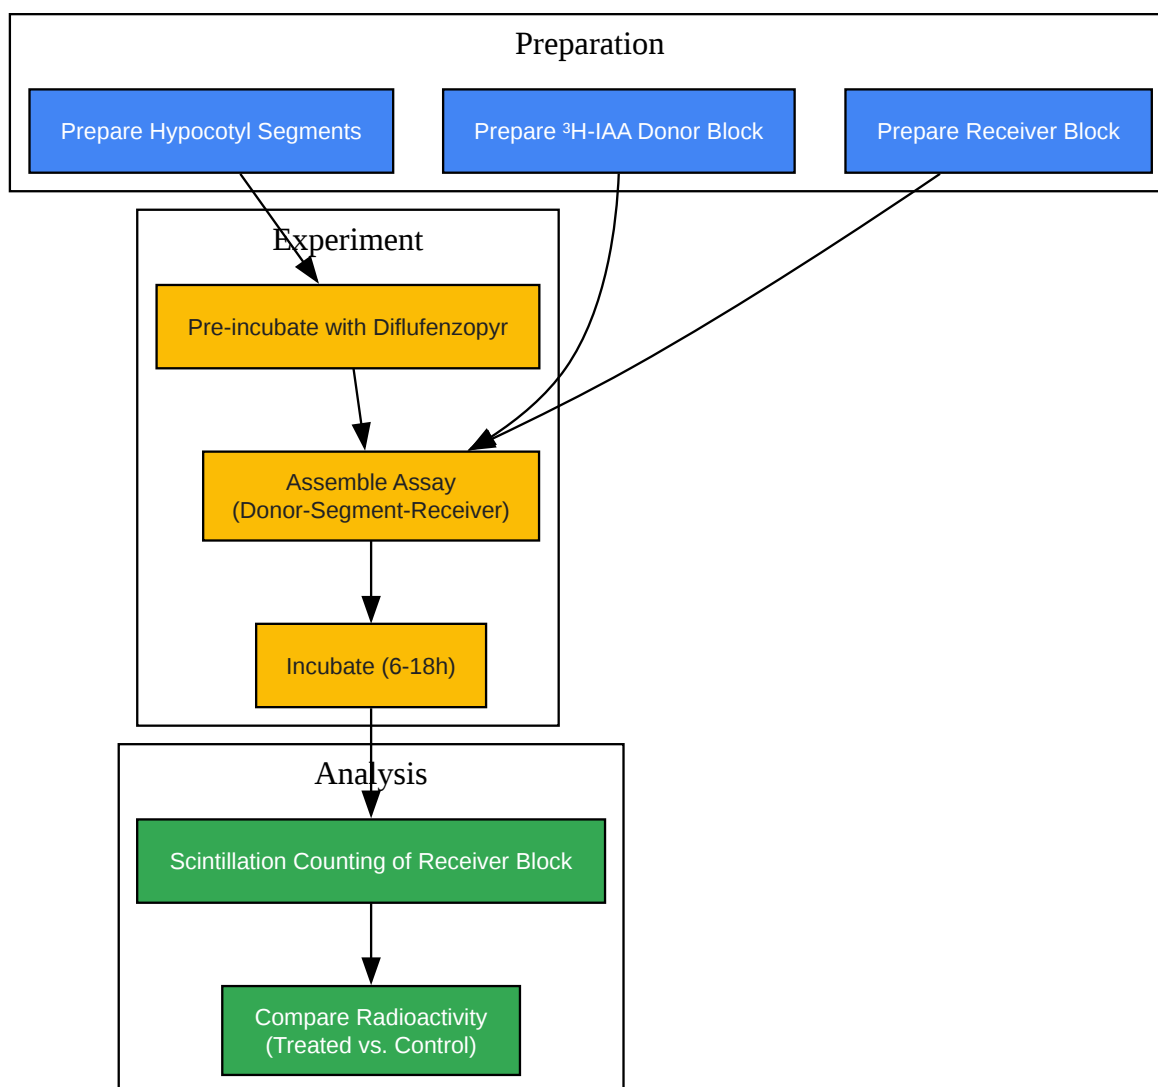 Preparation
Prepare Hypocotyl Segments
Prepare ³H-IAA Donor Block
Prepare Receiver Block
Experiment
Pre-incubate with Diflufenzopyr
Assemble Assay
(Donor-Segment-Receiver)
Incubate (6-18h)
Analysis
Scintillation Counting of Receiver Block
Compare Radioactivity
(Treated vs. Control)